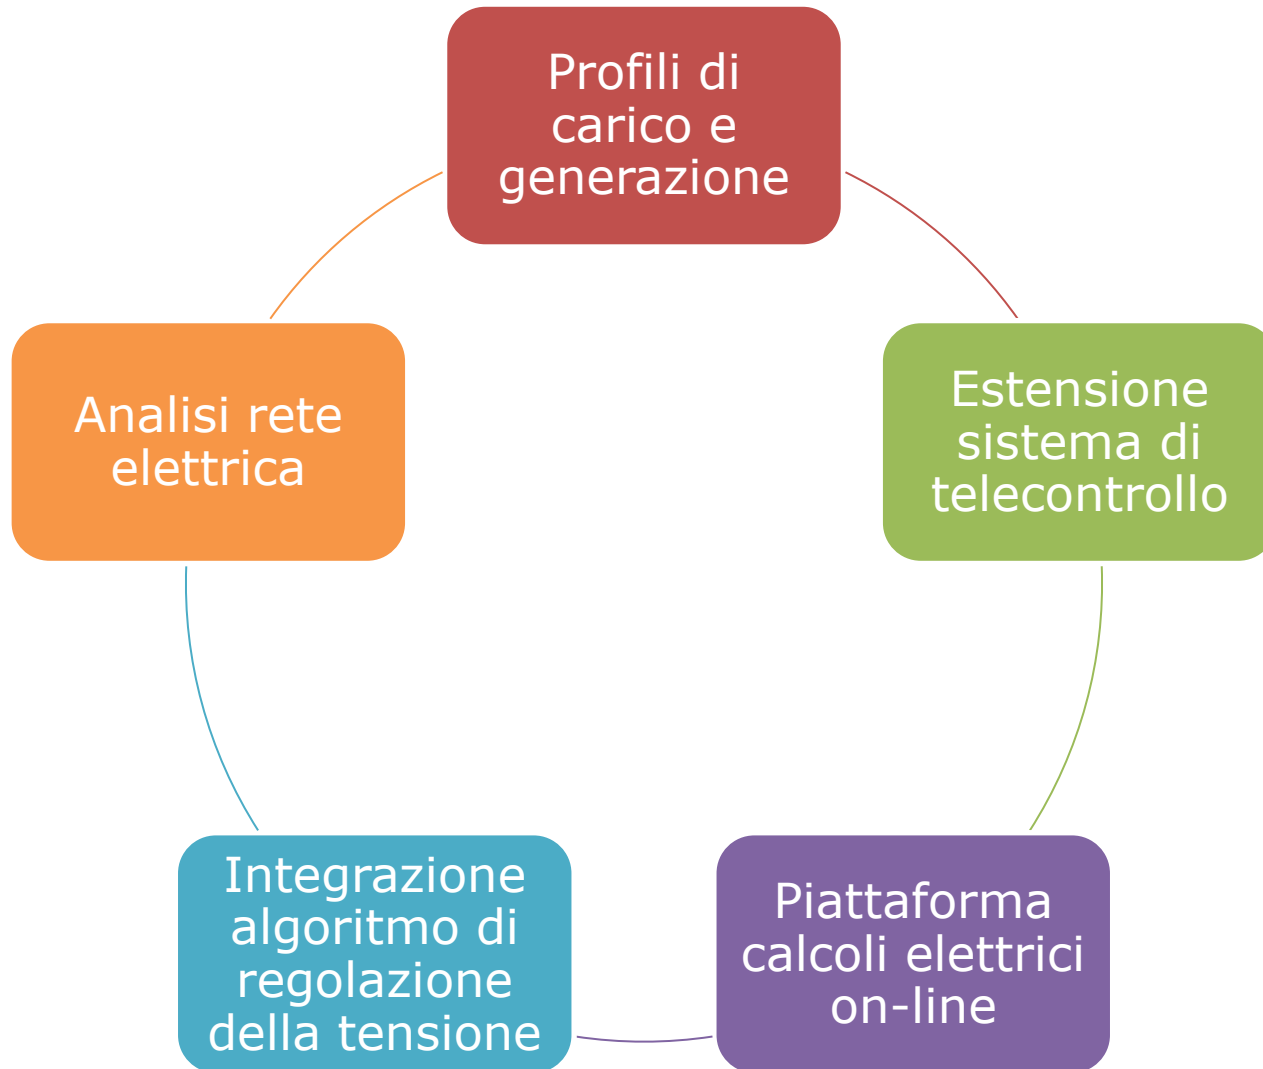 Profili di
carico e
generazione
Estensione
sistema di
telecontrollo
Piattaforma
calcoli elettrici
on-line
Integrazione
algoritmo di
regolazione
della tensione
Analisi rete
elettrica